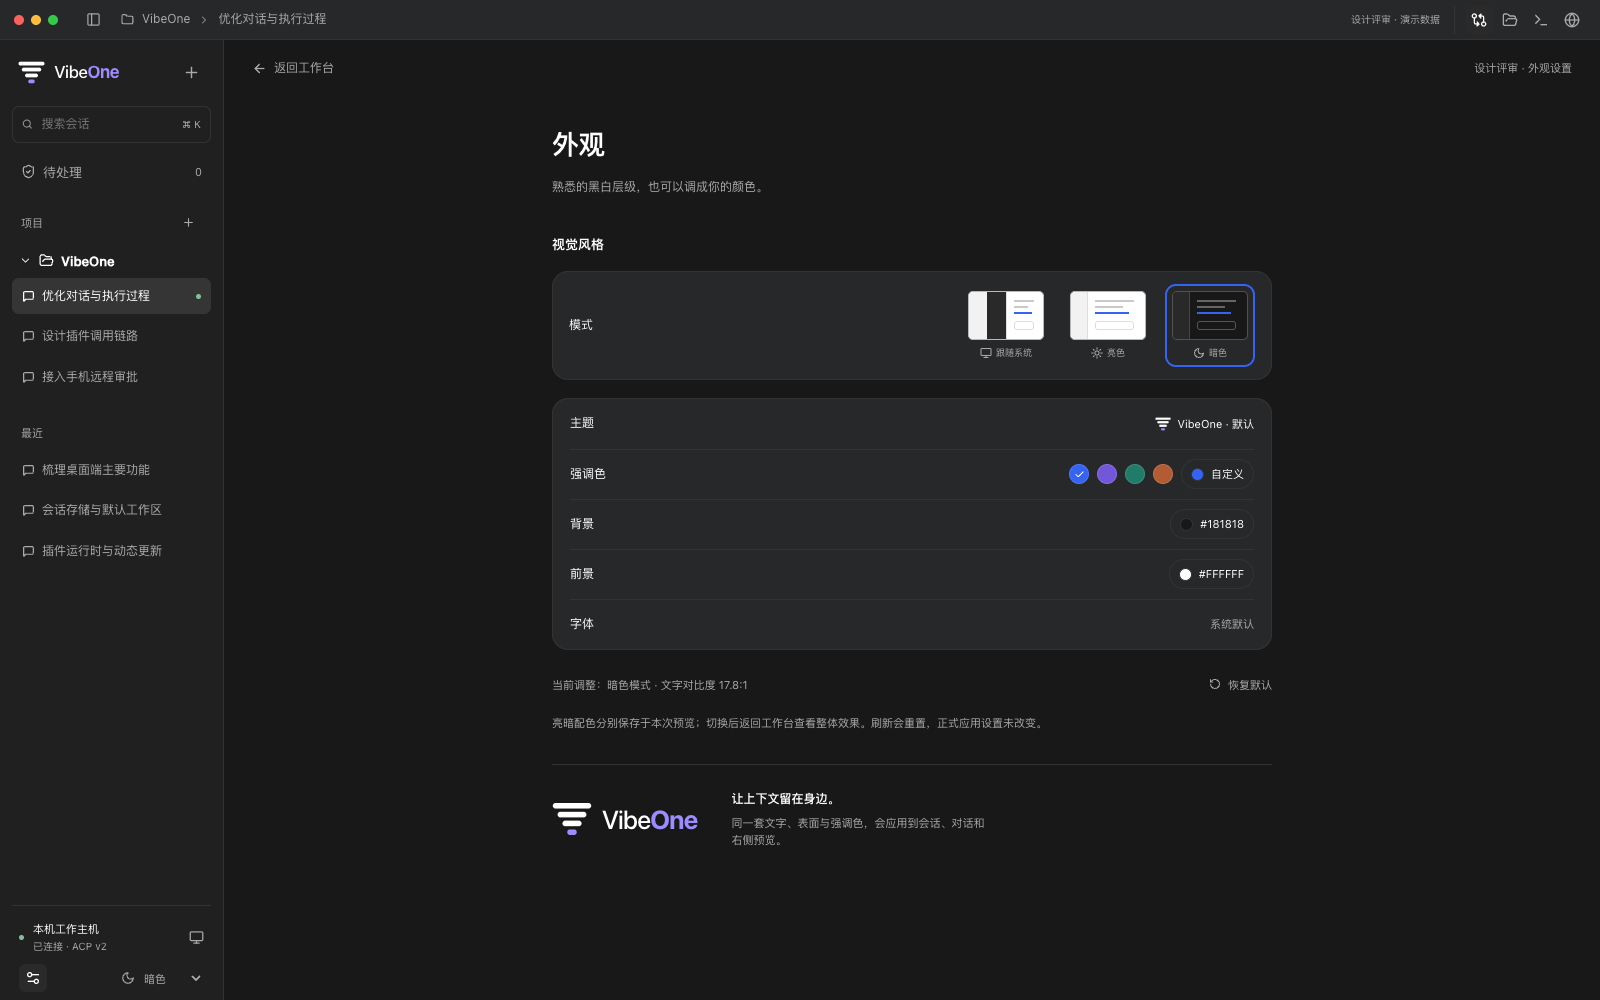 VibeOne
优化对话与执行过程
设计评审 · 演示数据
VibeOne
搜索会话
⌘ K
待处理
0
项目
VibeOne
优化对话与执行过程
设计插件调用链路
接入手机远程审批
最近
梳理桌面端主要功能
会话存储与默认工作区
插件运行时与动态更新
本机工作主机
已连接 · ACP v2
暗色
返回工作台
设计评审 · 外观设置
外观
熟悉的黑白层级，也可以调成你的颜色。
视觉风格
模式
跟随系统
亮色
暗色
主题
VibeOne · 默认
强调色
自定义
背景
#181818
前景
#FFFFFF
字体
系统默认
当前调整：暗色模式 · 文字对比度 17.8:1
恢复默认
亮暗配色分别保存于本次预览；切换后返回工作台查看整体效果。刷新会重置，正式应用设置未改变。
VibeOne
让上下文留在身边。
同一套文字、表面与强调色，会应用到会话、对话和
右侧预览。